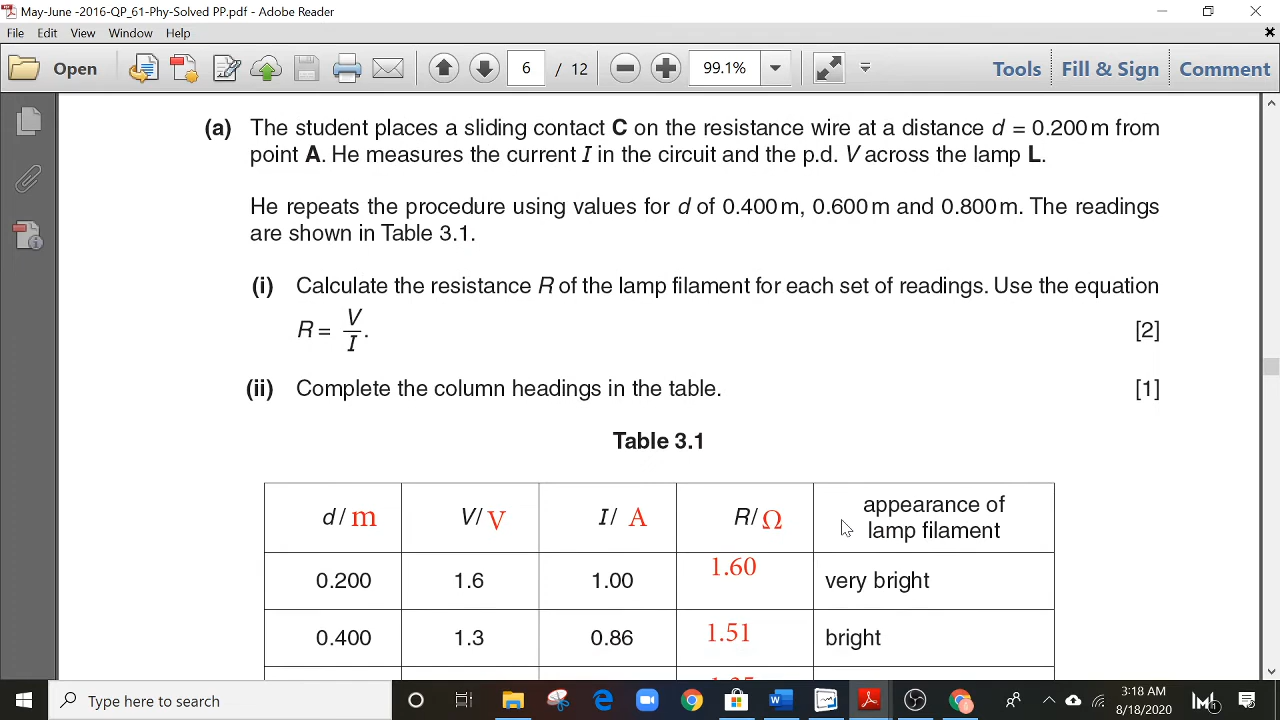 May-June -2016-QP_61-Phy-Solved PP.pdf - Adobe Reader
File Edit View Window Help
Open 6 / 12 99.1% Tools Fill & Sign Comment
(a) The student places a sliding contact C on the resistance wire at a distance d = 0.200 m from
point A. He measures the current I in the circuit and the p.d. V across the lamp L.
He repeats the procedure using values for d of 0.400 m, 0.600 m and 0.800 m. The readings
are shown in Table 3.1.
(i) Calculate the resistance R of the lamp filament for each set of readings. Use the equation
R = V/I. [2]
(ii) Complete the column headings in the table. [1]
Table 3.1
d/ m V/ V I/ A R/ Ω appearance of
lamp filament
0.200 1.6 1.00 1.60 very bright
0.400 1.3 0.86 1.51 bright
Type here to search
3:18 AM
8/18/2020